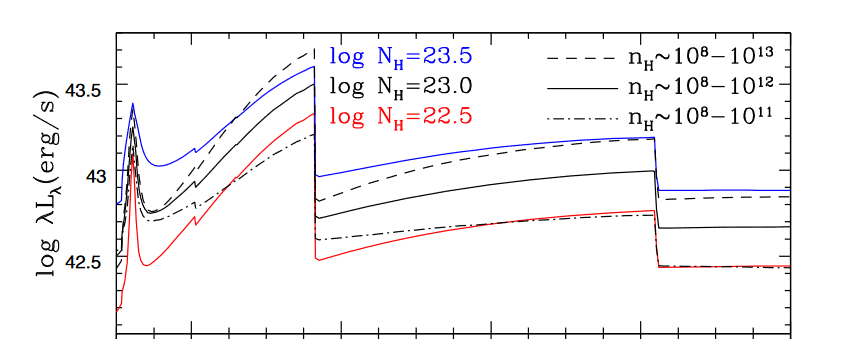 log N_H=23.5 n_H~10^8−10^13
43.5 log N_H=23.0 n_H~10^8−10^12
log N_H=22.5 n_H~10^8−10^11
log λL_λ(erg/s)
43
42.5